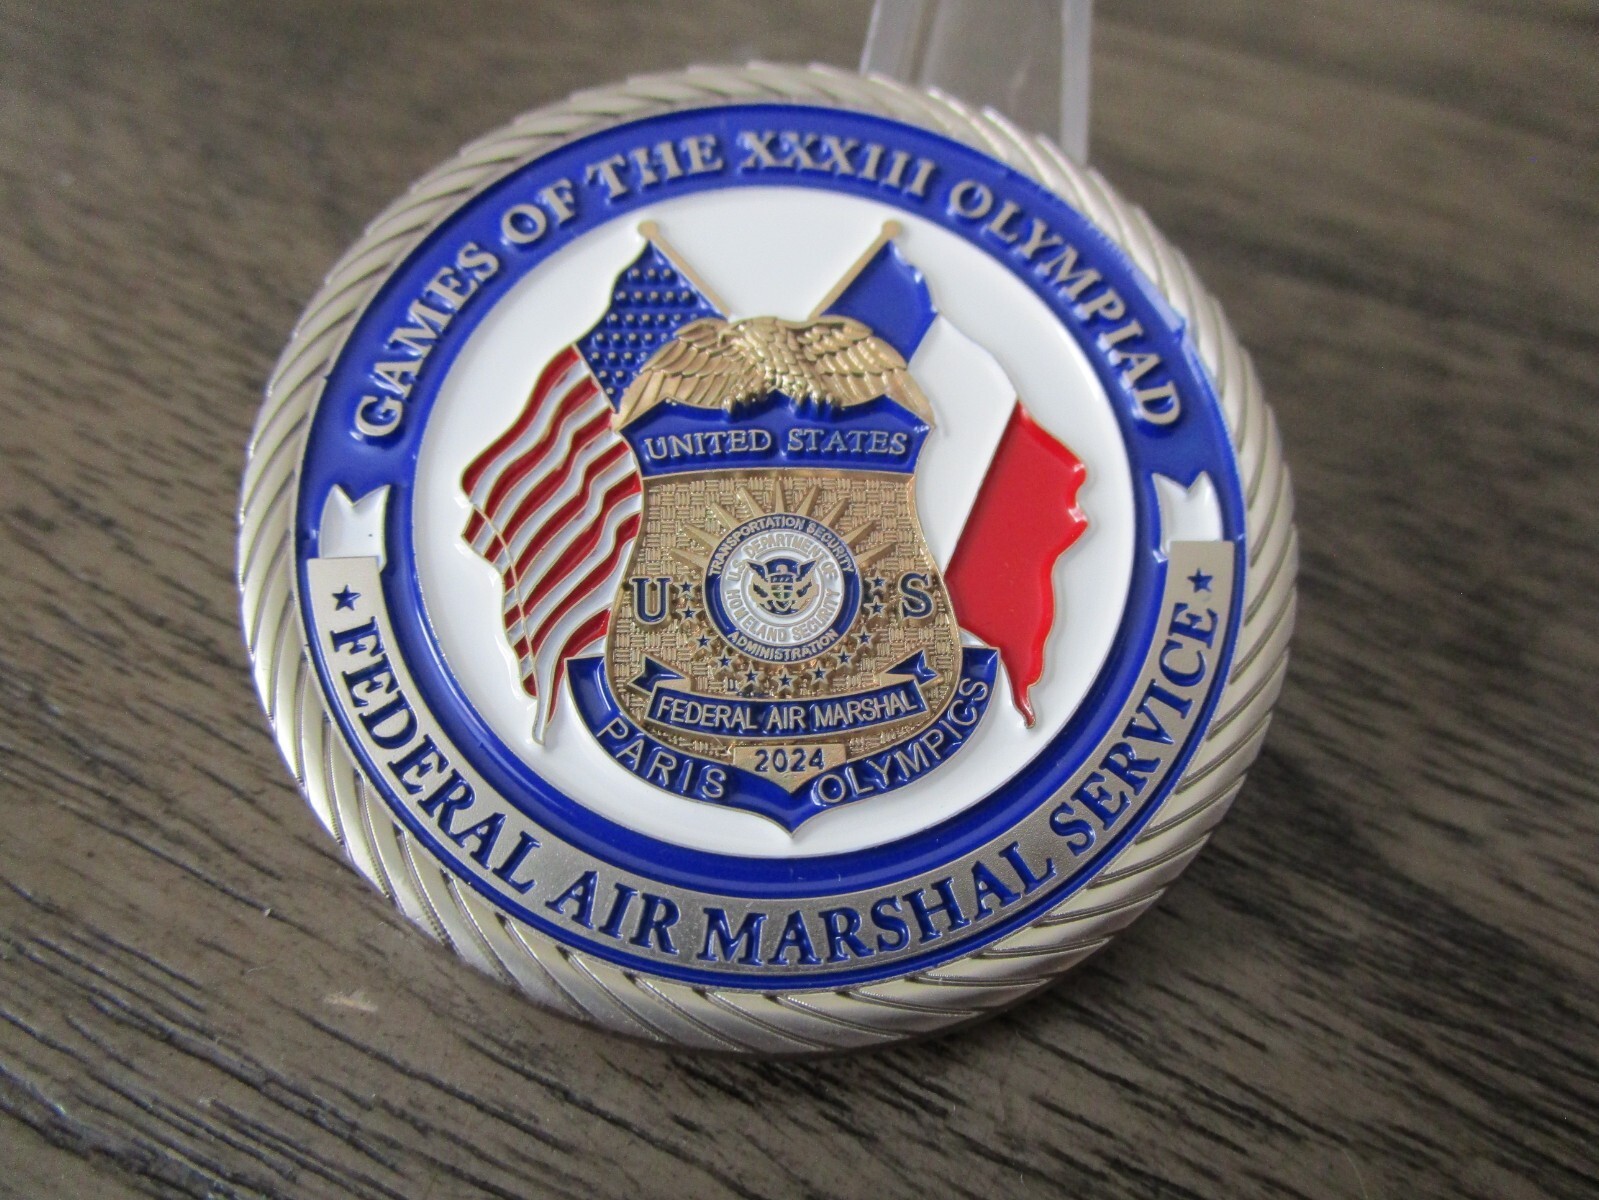 GAMES OF THE XXXIII OLYMPIAD
UNITED STATES
TRANSPORTATION SECURITY
U.S. DEPARTMENT OF
U S
HOMELAND SECURITY
ADMINISTRATION
FEDERAL AIR MARSHAL
2024
PARIS OLYMPICS
FEDERAL AIR MARSHAL SERVICE